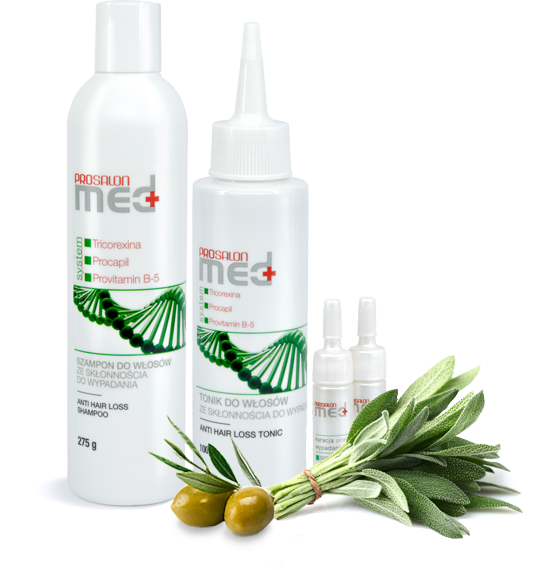 PROSALON
med+
system
Tricorexina
Procapil
Provitamin B-5
SZAMPON DO WŁOSÓW
ZE SKŁONNOŚCIĄ
DO WYPADANIA
ANTI HAIR LOSS
SHAMPOO
275 g
PROSALON
med+
system
Tricorexina
Procapil
Provitamin B-5
TONIK DO WŁOSÓW
ZE SKŁONNOŚCIĄ DO
ANTI HAIR LOSS TONIC
PROSALON
med+
kuracja